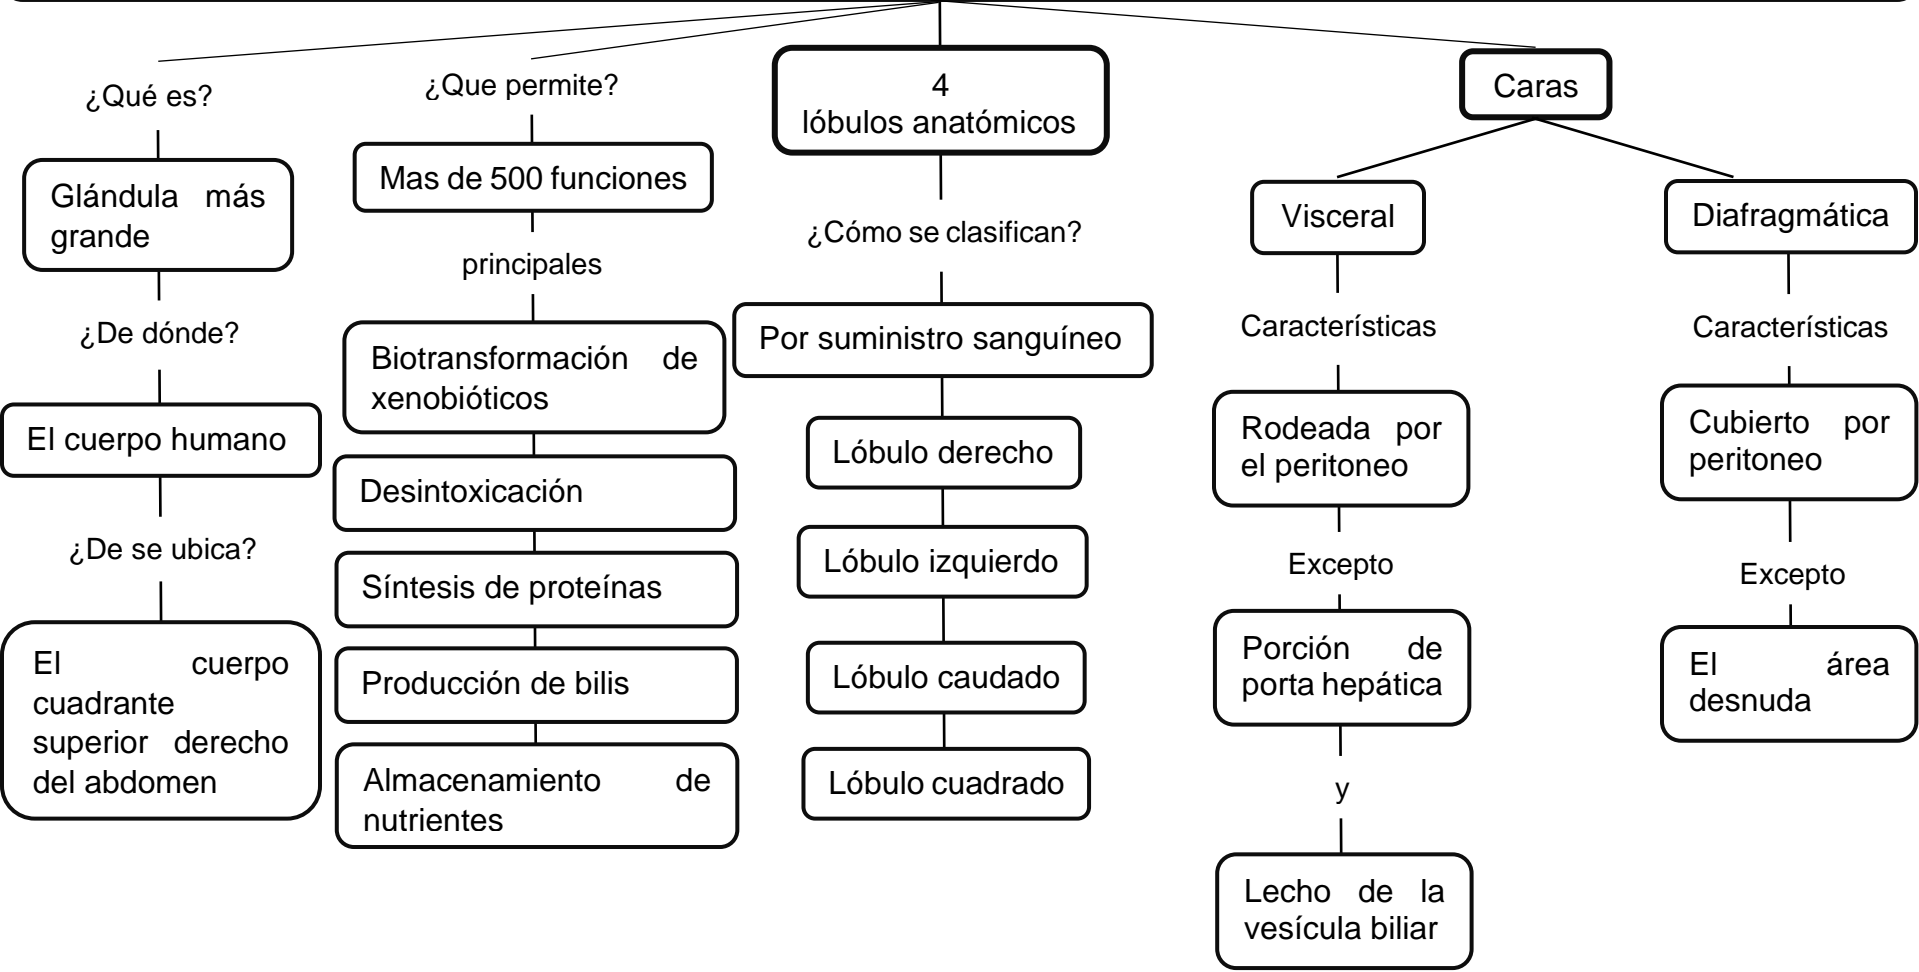 ¿Qué es?
Glándula más
grande
¿De dónde?
El cuerpo humano
¿De se ubica?
El cuerpo
cuadrante
superior derecho
del abdomen
¿Que permite?
Mas de 500 funciones
principales
Biotransformación de
xenobióticos
Desintoxicación
Síntesis de proteínas
Producción de bilis
Almacenamiento de
nutrientes
4
lóbulos anatómicos
¿Cómo se clasifican?
Por suministro sanguíneo
Lóbulo derecho
Lóbulo izquierdo
Lóbulo caudado
Lóbulo cuadrado
Caras
Visceral
Características
Rodeada por
el peritoneo
Excepto
Porción de
porta hepática
y
Lecho de la
vesícula biliar
Diafragmática
Características
Cubierto por
peritoneo
Excepto
El área
desnuda